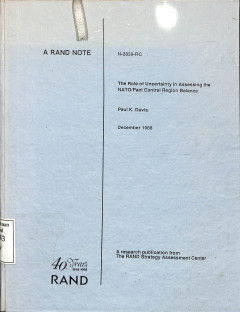 A RAND NOTE
N-2839-RC
The Role of Uncertainty in Assessing the
NATO/Pact Central Region Balance
Paul K. Davis
December 1988
40 Years
1948-1988
RAND
A research publication from
The RAND Strategy Assessment Center